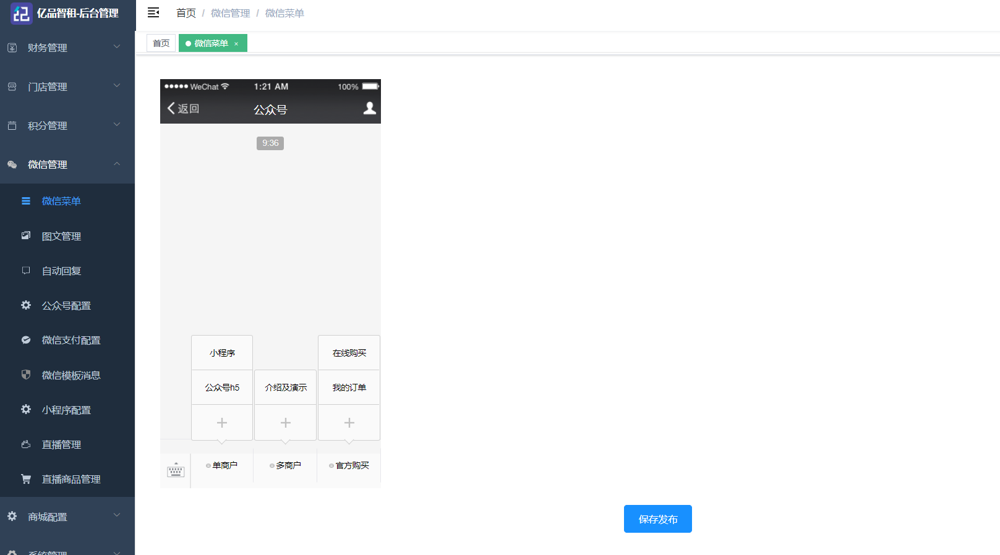 亿品智租-后台管理
首页 / 微信管理 / 微信菜单
首页
微信菜单 ×
财务管理
门店管理
积分管理
微信管理
微信菜单
图文管理
自动回复
公众号配置
微信支付配置
微信模板消息
小程序配置
直播管理
直播商品管理
商城配置
系统管理
WeChat 1:21 AM 100%
返回 公众号
9:36
小程序 在线购买
公众号h5 介绍及演示 我的订单
单商户 多商户 官方购买
保存发布